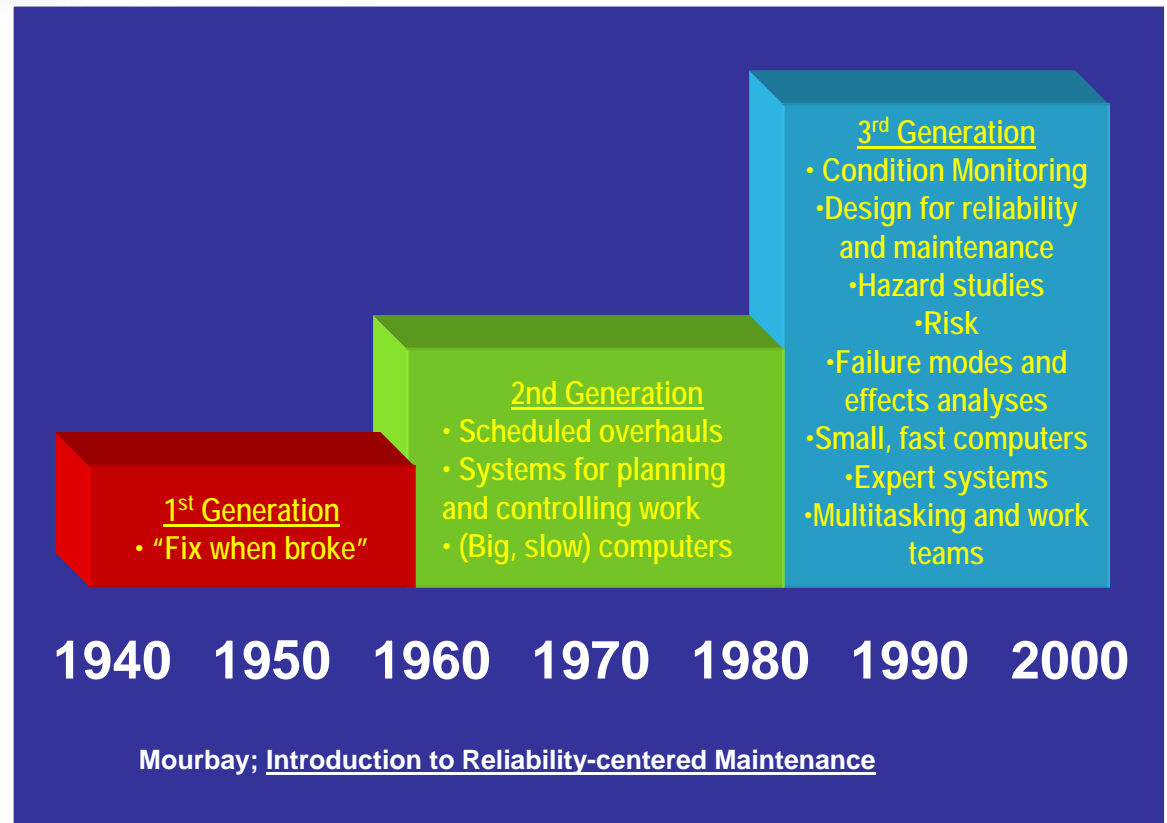 3rd Generation
• Condition Monitoring
•Design for reliability
and maintenance
•Hazard studies
•Risk
•Failure modes and
effects analyses
•Small, fast computers
•Expert systems
•Multitasking and work
teams
2nd Generation
• Scheduled overhauls
• Systems for planning
and controlling work
• (Big, slow) computers
1st Generation
• “Fix when broke”
1940 1950 1960 1970 1980 1990 2000
Mourbay; Introduction to Reliability-centered Maintenance